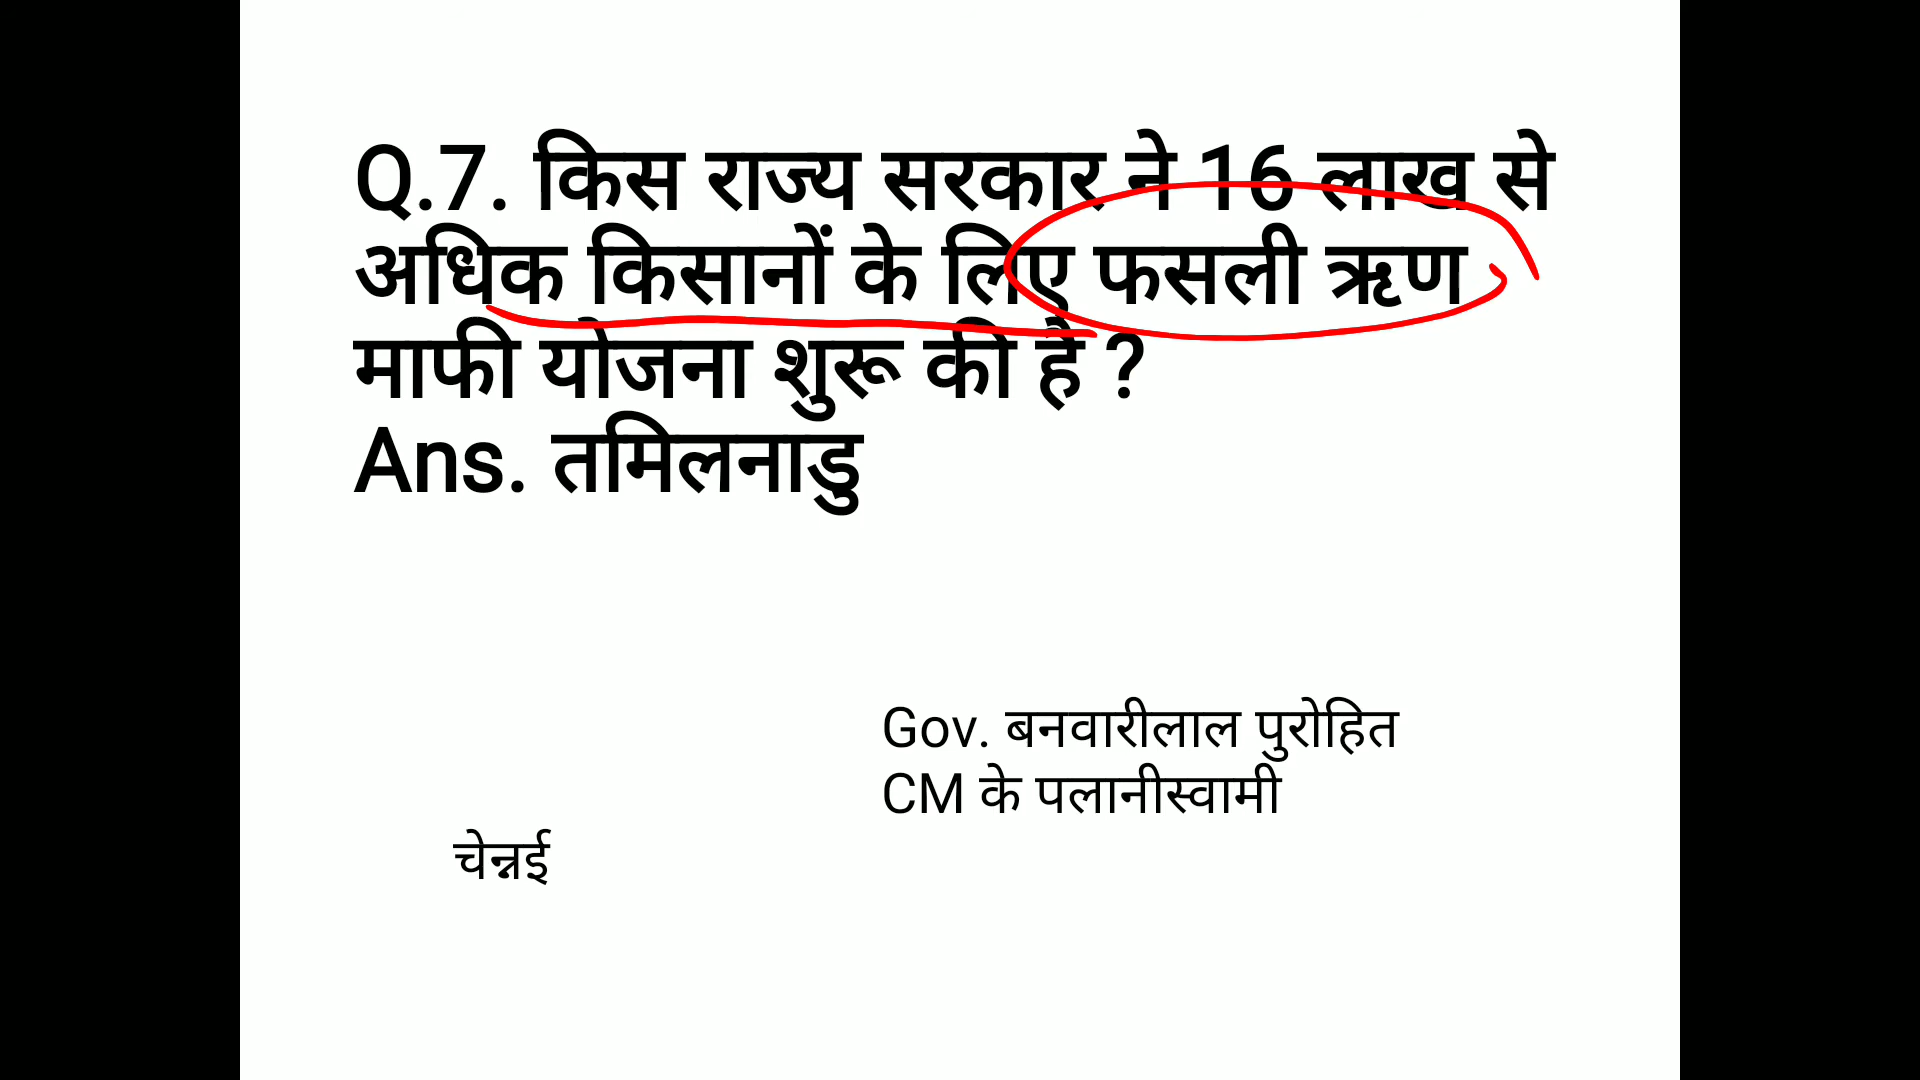 Q.7. किस राज्य सरकार ने 16 लाख से
अधिक किसानों के लिए फसली ऋण
माफी योजना शुरू की है ?
Ans. तमिलनाडु
Gov. बनवारीलाल पुरोहित
CM के पलानीस्वामी
चेन्नई